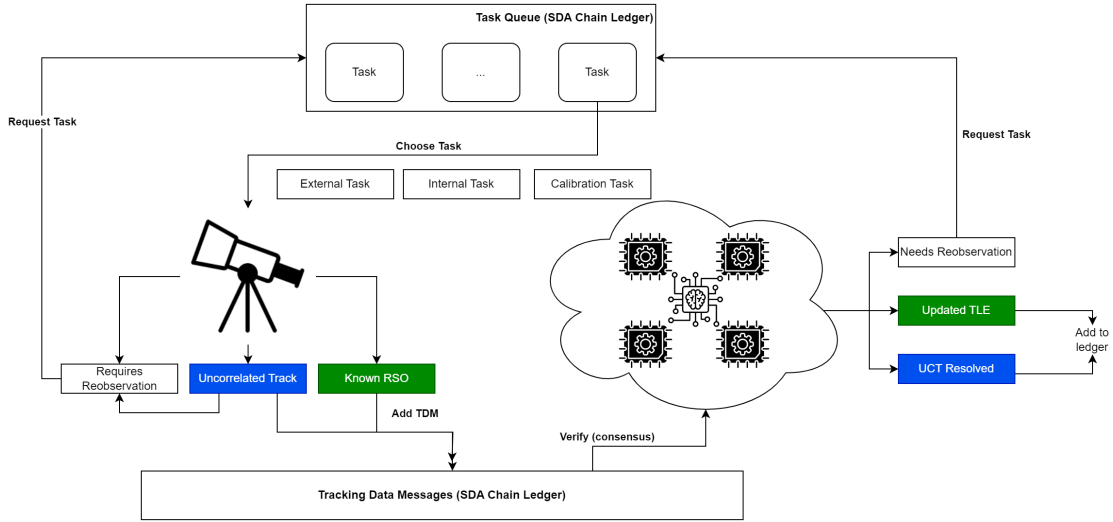 Task Queue (SDA Chain Ledger)
Task
...
Task
Request Task
Request Task
Choose Task
External Task
Internal Task
Calibration Task
Needs Reobservation
Updated TLE
Add to
ledger
UCT Resolved
Requires
Reobservation
Uncorrelated Track
Known RSO
Add TDM
Verify (consensus)
Tracking Data Messages (SDA Chain Ledger)